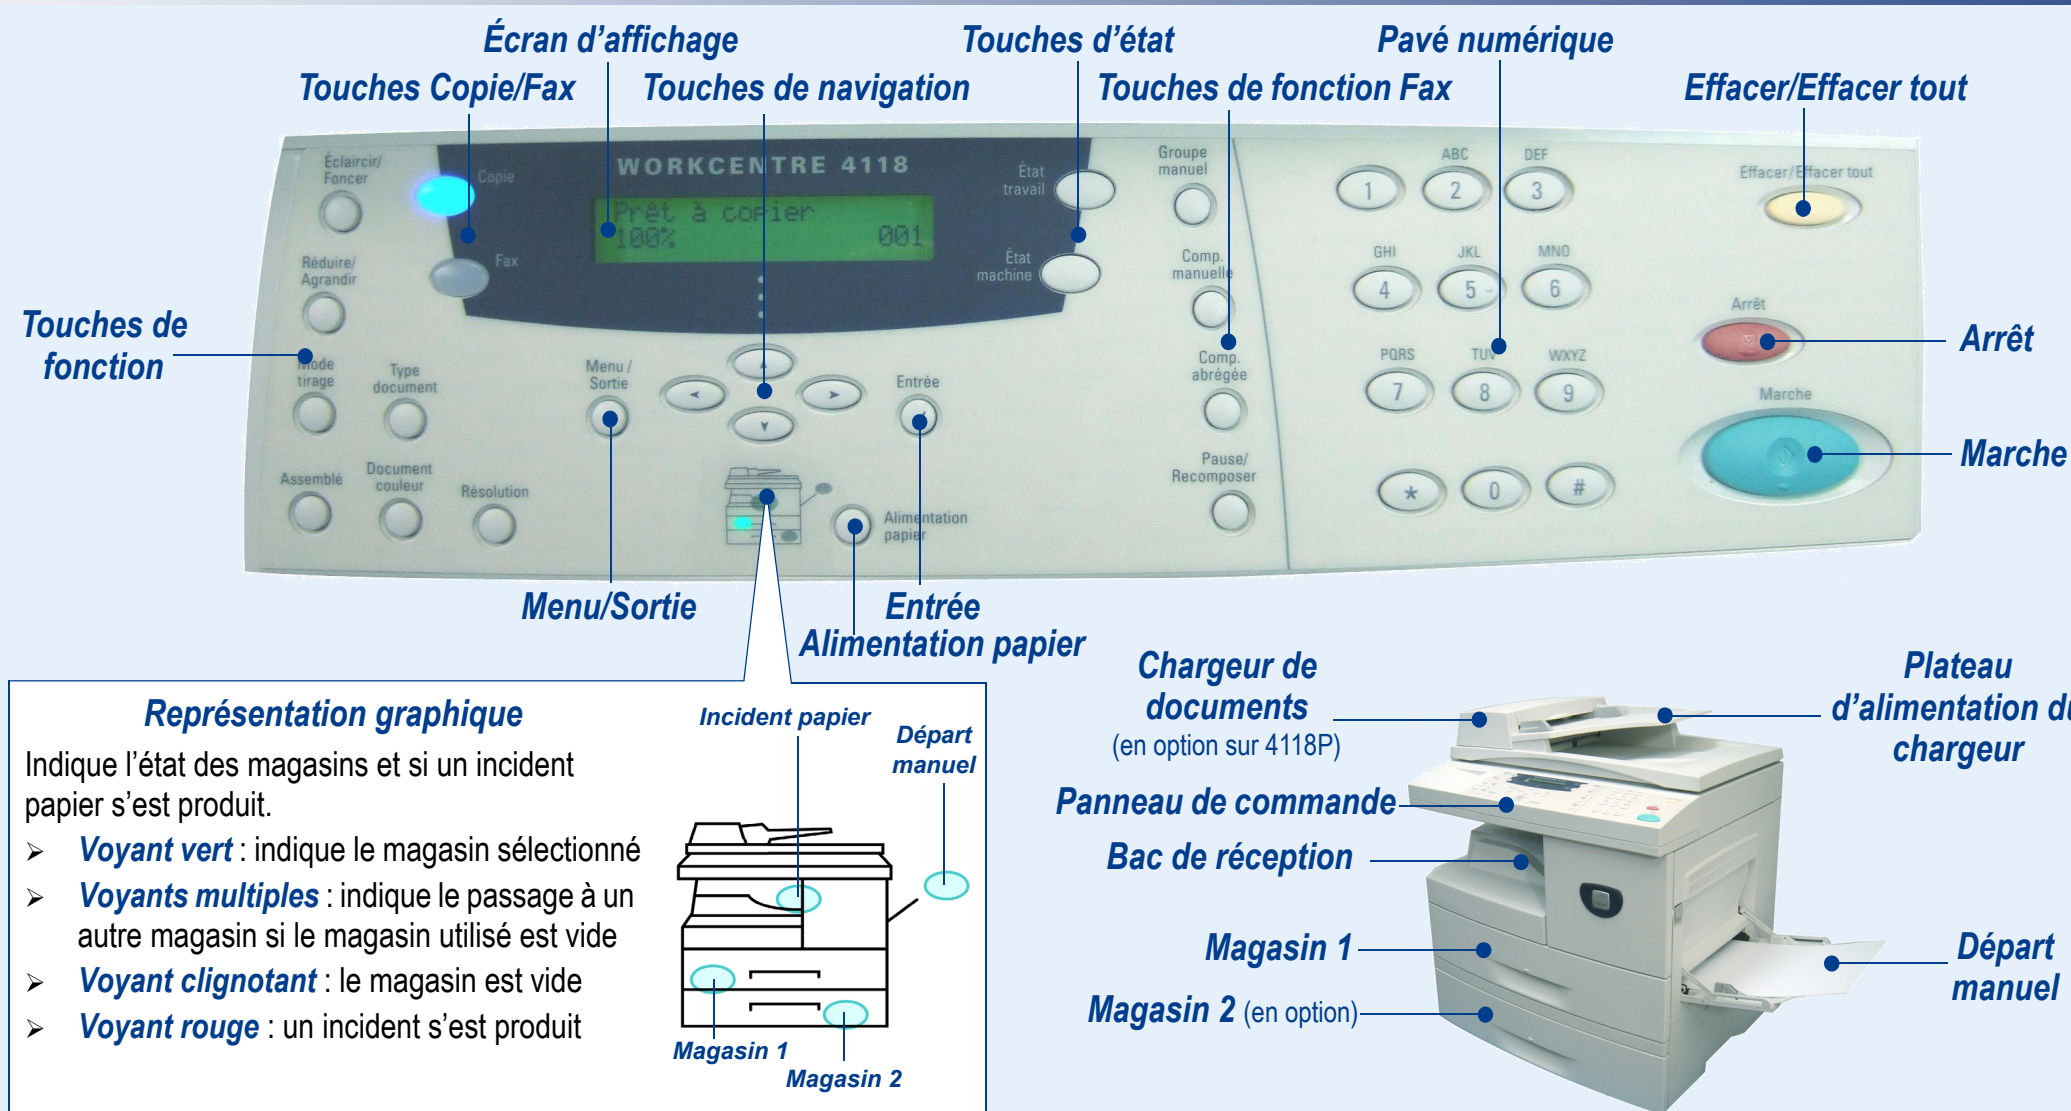 Écran d'affichage
Touches d'état
Pavé numérique
Touches Copie/Fax
Touches de navigation
Touches de fonction Fax
Effacer/Effacer tout
Éclaircir/
Foncer
Copie
WORKCENTRE 4118
Prêt à copier
100% 001
État
travail
Groupe
manuel
1
ABC
2
DEF
3
Effacer/Effacer tout
Réduire/
Agrandir
Fax
État
machine
Comp.
manuelle
GHI
4
JKL
5
MNO
6
Arrêt
Touches de
fonction
Arrêt
Mode
tirage
Type
document
Menu /
Sortie
Entrée
Comp.
abrégée
PQRS
7
TUV
8
WXYZ
9
Marche
Marche
Assemblé
Document
couleur
Résolution
Alimentation
papier
Pause/
Recomposer
*
0
#
Menu/Sortie
Entrée
Alimentation papier
Représentation graphique
Indique l'état des magasins et si un incident
papier s'est produit.
➢ Voyant vert : indique le magasin sélectionné
➢ Voyants multiples : indique le passage à un
autre magasin si le magasin utilisé est vide
➢ Voyant clignotant : le magasin est vide
➢ Voyant rouge : un incident s'est produit
Incident papier
Départ
manuel
Magasin 1
Magasin 2
Chargeur de
documents
(en option sur 4118P)
Plateau
d'alimentation du
chargeur
Panneau de commande
Bac de réception
Magasin 1
Magasin 2 (en option)
Départ
manuel